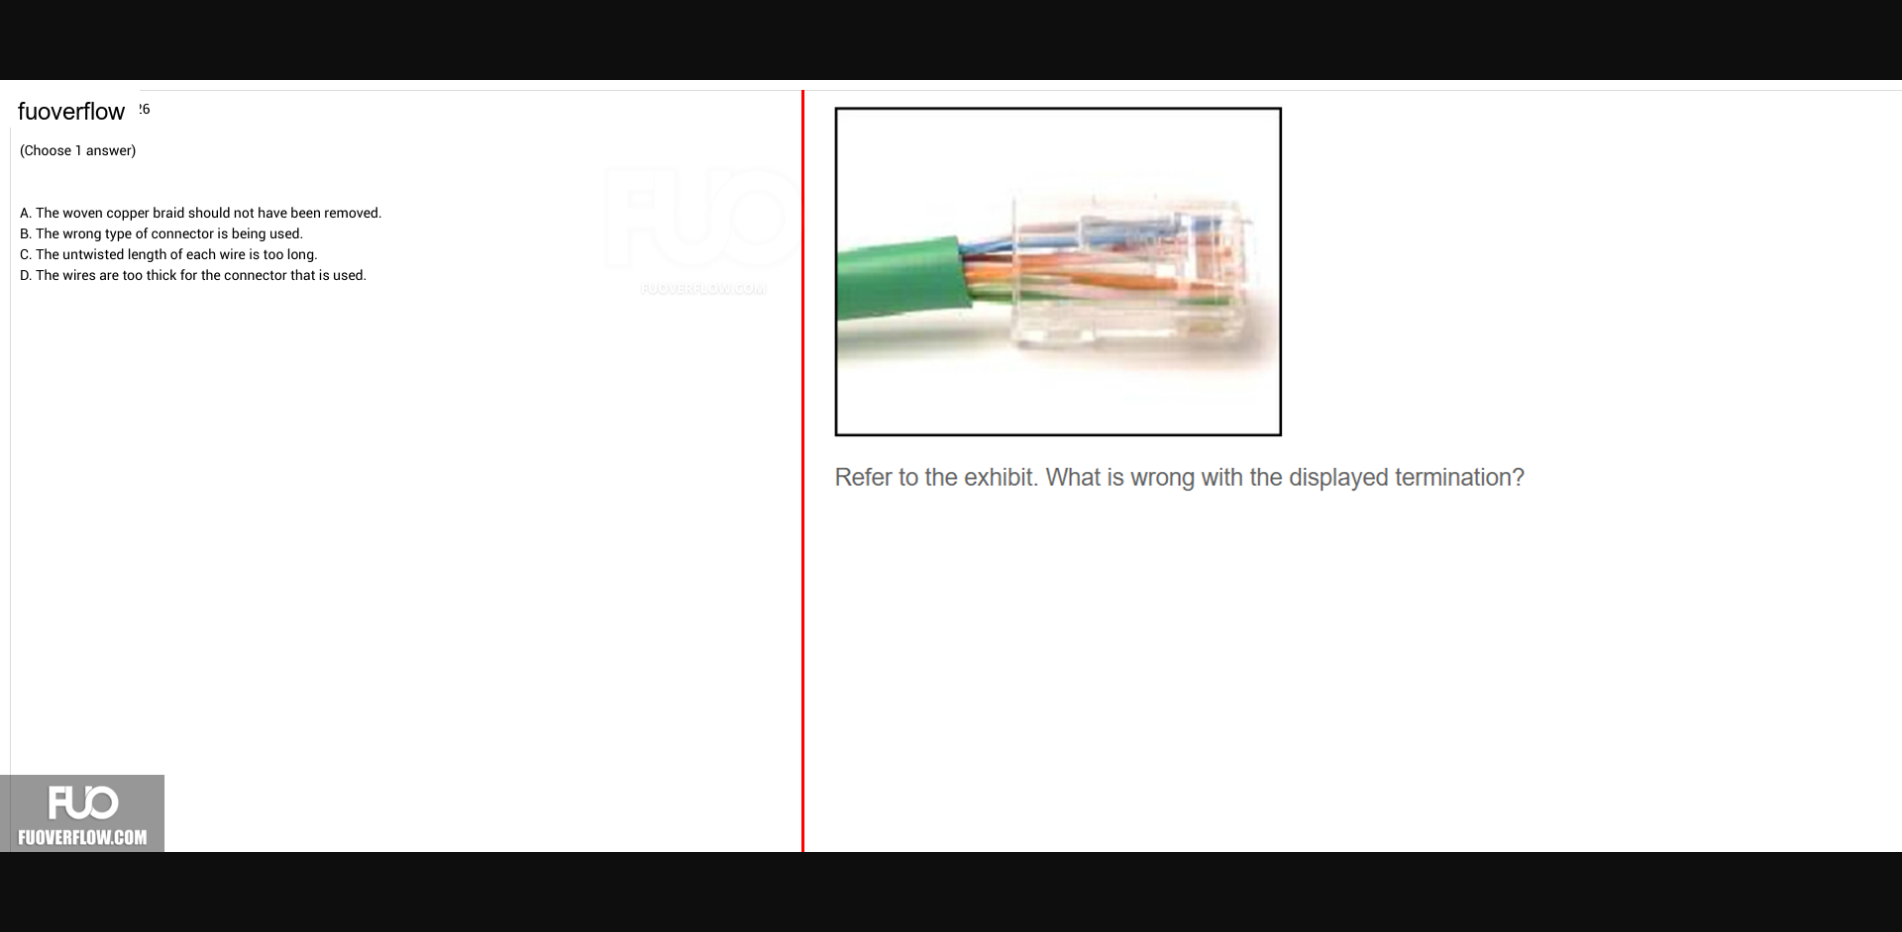 fuoverflow 26
(Choose 1 answer)
A. The woven copper braid should not have been removed.
B. The wrong type of connector is being used.
C. The untwisted length of each wire is too long.
D. The wires are too thick for the connector that is used.
FUO
FUOVERFLOW.COM
Refer to the exhibit. What is wrong with the displayed termination?
FUO
FUOVERFLOW.COM